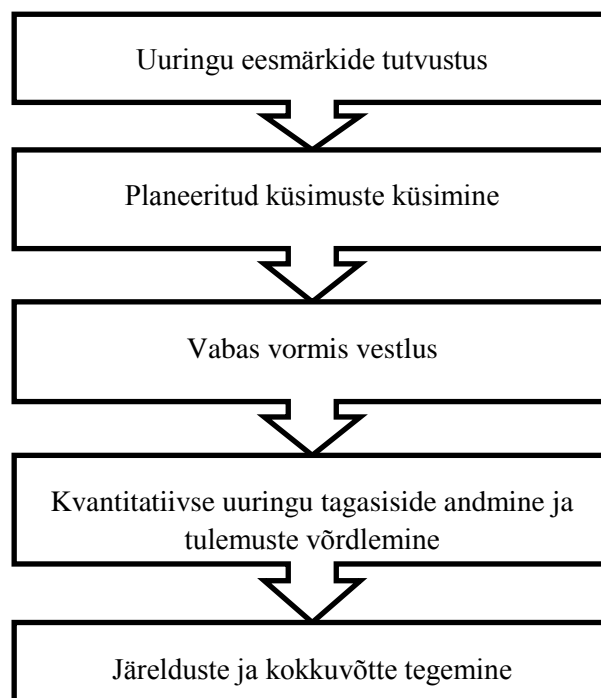 Uuringu eesmärkide tutvustus
Planeeritud küsimuste küsimine
Vabas vormis vestlus
Kvantitatiivse uuringu tagasiside andmine ja
tulemuste võrdlemine
Järelduste ja kokkuvõtte tegemine